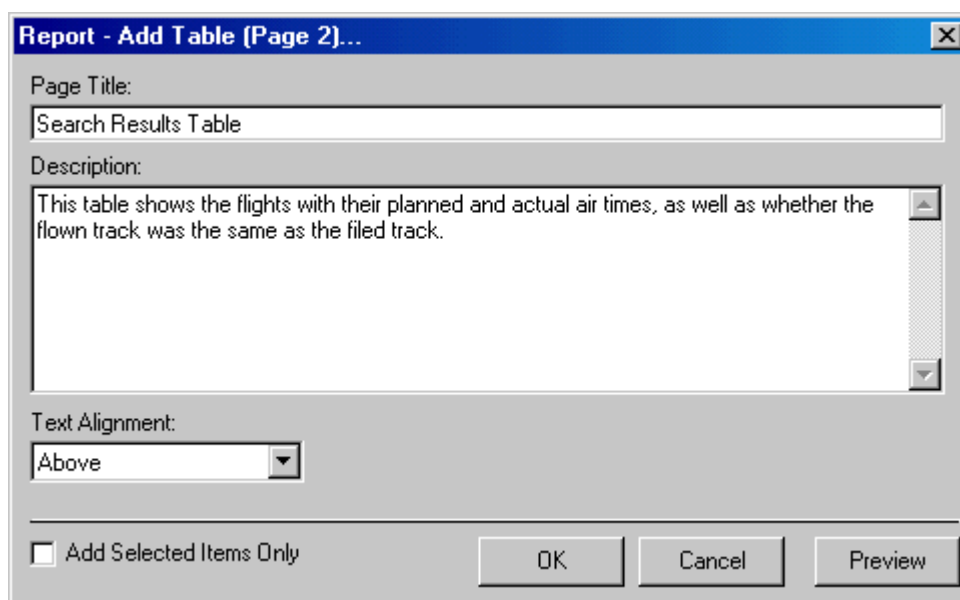 Report - Add Table (Page 2)...
Page Title:
Search Results Table
Description:
This table shows the flights with their planned and actual air times, as well as whether the
flown track was the same as the filed track.
Text Alignment:
Above
Add Selected Items Only
OK
Cancel
Preview